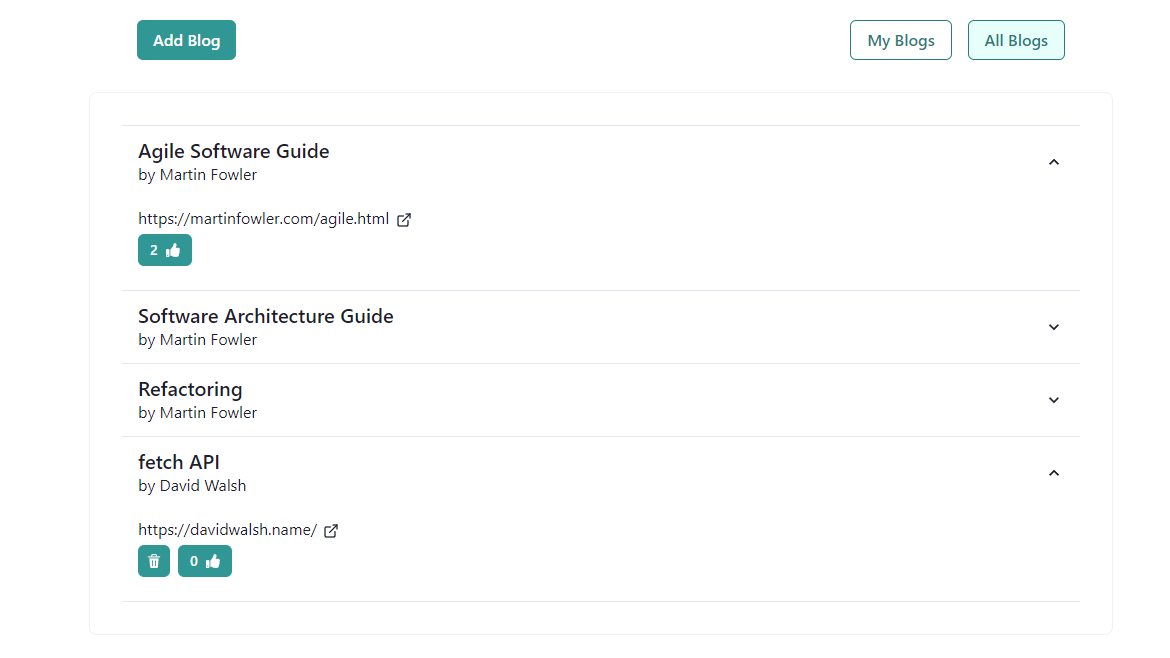 Add Blog
My Blogs
All Blogs
Agile Software Guide
by Martin Fowler
https://martinfowler.com/agile.html
2
Software Architecture Guide
by Martin Fowler
Refactoring
by Martin Fowler
fetch API
by David Walsh
https://davidwalsh.name/
0